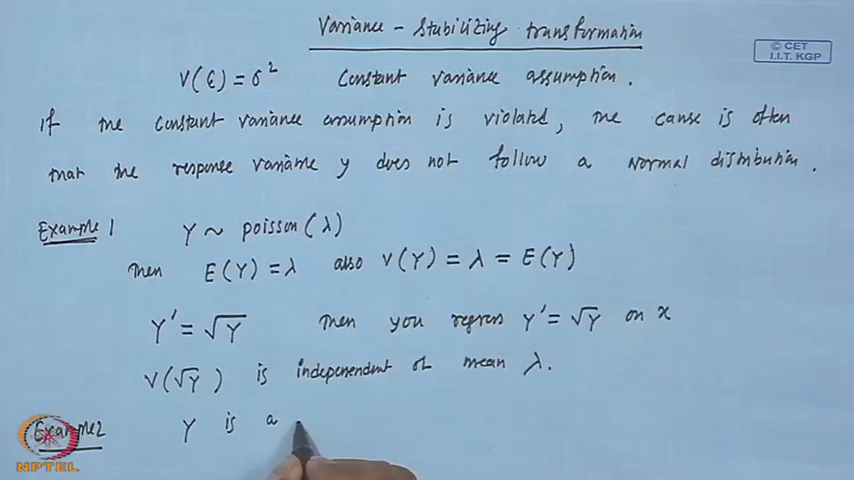 Variance - Stabilizing transformation
© CET
I.I.T. KGP
V(ϵ) = σ² Constant variance assumption.
If the constant variance assumption is violated, the cause is often
that the response variable y does not follow a normal distribution.
Example 1 Y ~ poisson(λ)
Then E(Y) = λ also V(Y) = λ = E(Y)
Y' = √Y Then you regress Y' = √Y on x
V(√Y) is independent of mean λ.
Example 2 Y is a
NPTEL